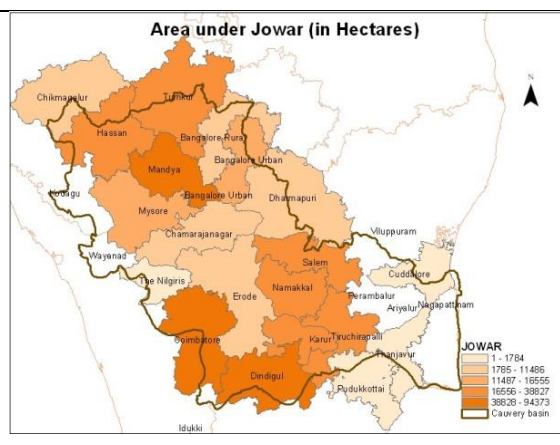 Area under Jowar (in Hectares)
N
Chikmagalur
Tumkur
Hassan
Bangalore Rural
Bangalore Urban
Mandya
Kodagu
Bangalore Urban
Dharmapuri
Mysore
Chamarajanagar
Viluppuram
Wayanad
Salem
Cuddalore
The Nilgiris
Namakkal
Erode
Perambalur
Nagapattinam
Ariyalur
Coimbatore
Karur
Tiruchirapalli
Thanjavur
Dindigul
Pudukkottai
Idukki
JOWAR
1 - 1784
1785 - 11486
11487 - 16555
16556 - 38827
38828 - 94373
Cauvery basin